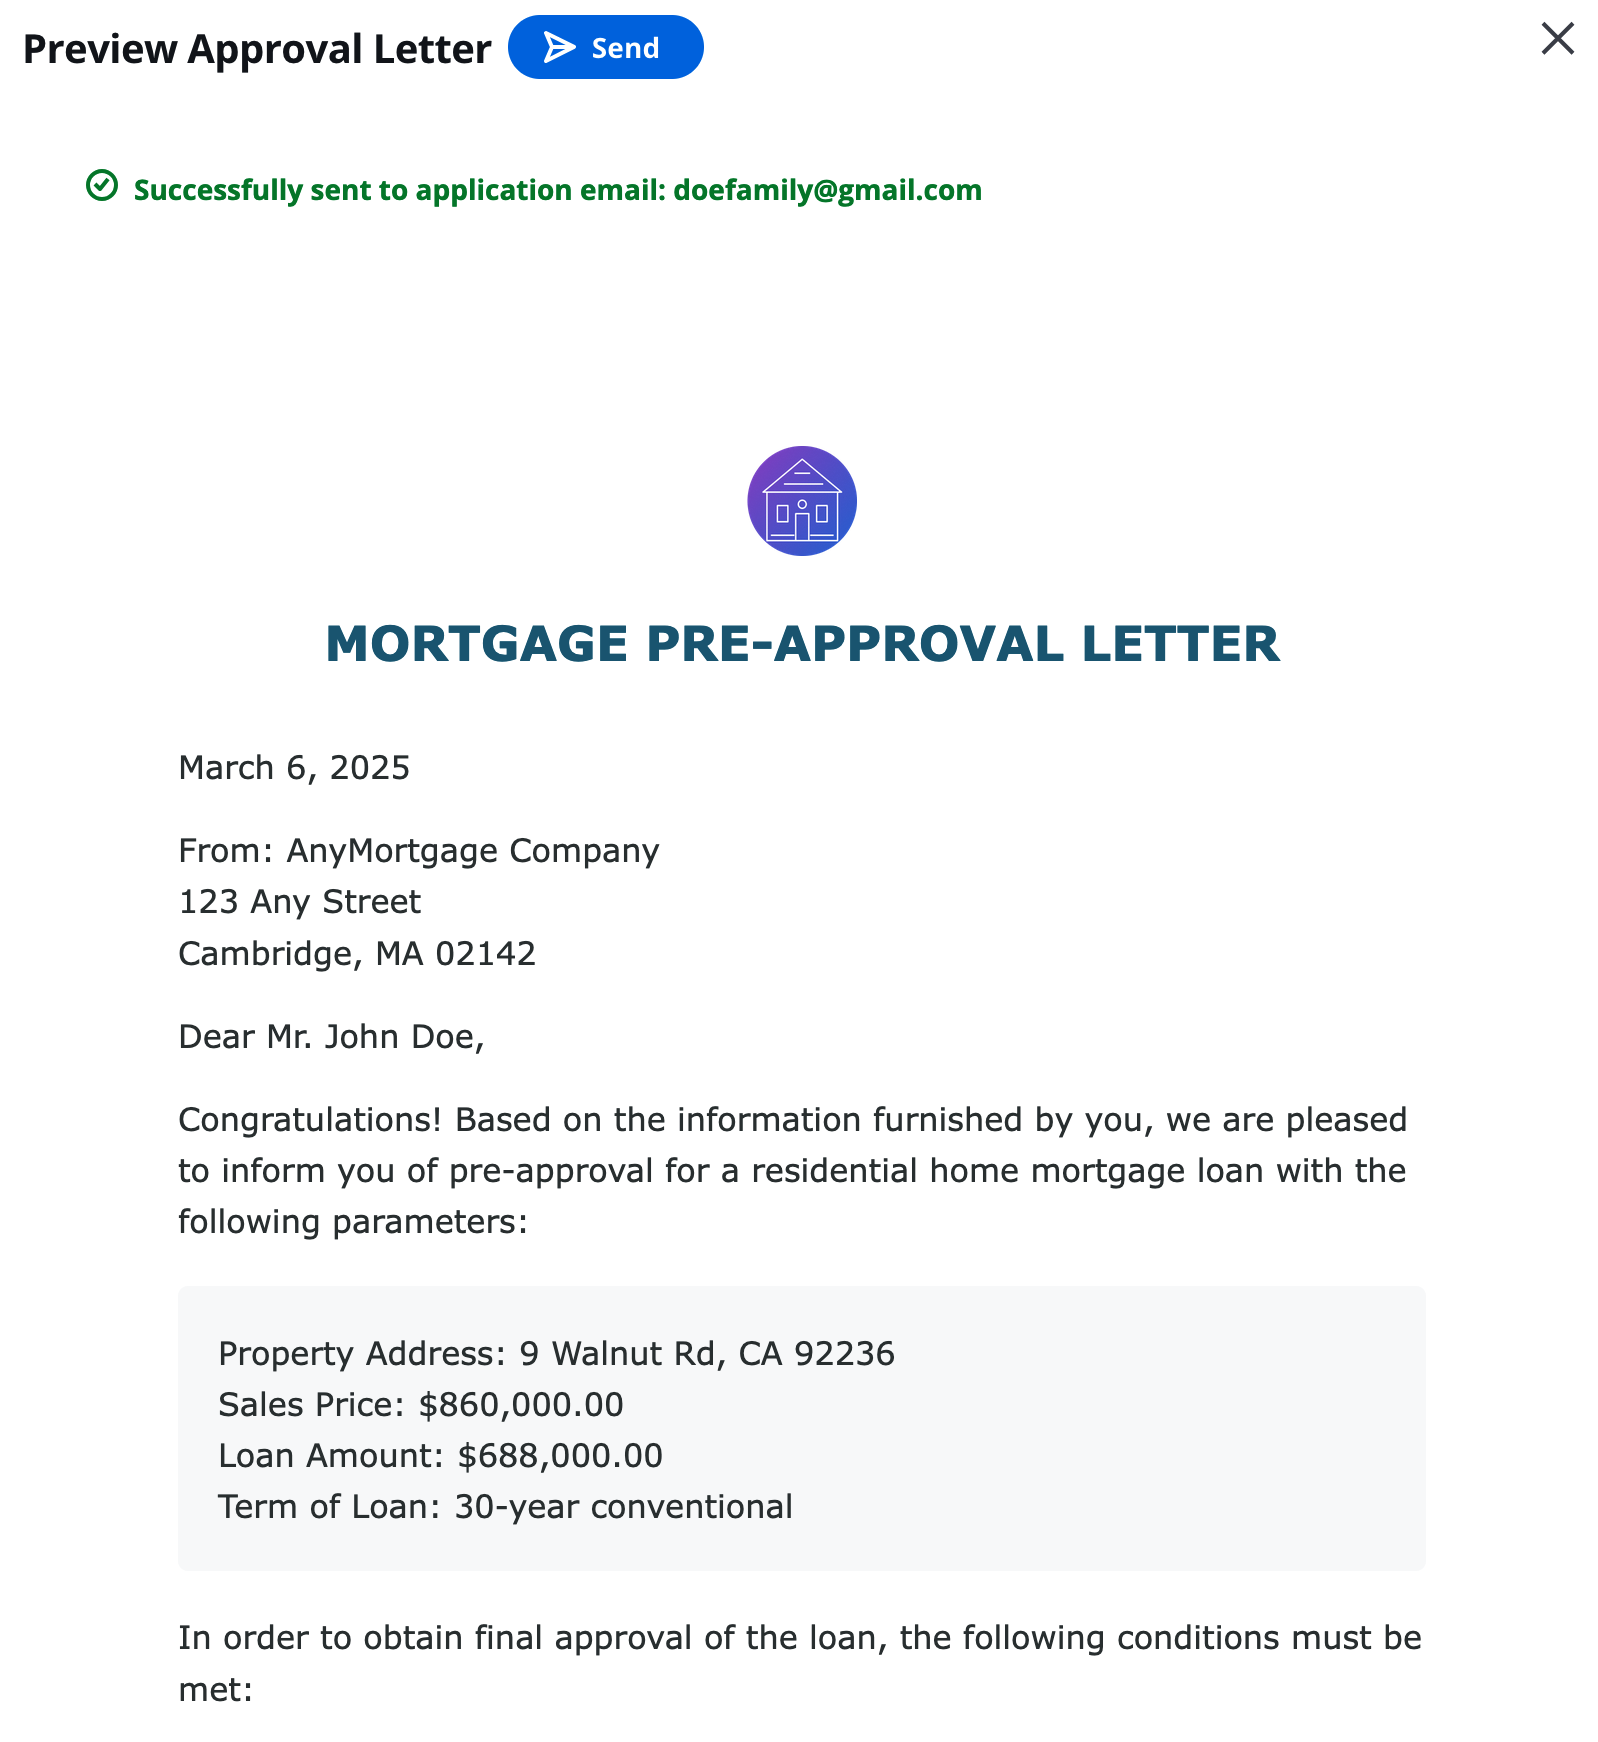 Preview Approval Letter
Send
Successfully sent to application email: doefamily@gmail.com
MORTGAGE PRE-APPROVAL LETTER
March 6, 2025
From: AnyMortgage Company
123 Any Street
Cambridge, MA 02142
Dear Mr. John Doe,
Congratulations! Based on the information furnished by you, we are pleased
to inform you of pre-approval for a residential home mortgage loan with the
following parameters:
Property Address: 9 Walnut Rd, CA 92236
Sales Price: $860,000.00
Loan Amount: $688,000.00
Term of Loan: 30-year conventional
In order to obtain final approval of the loan, the following conditions must be
met: